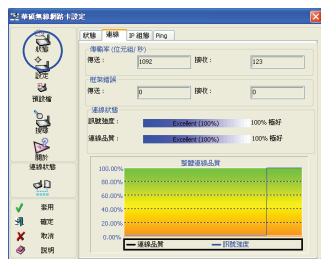 華碩無線網路卡設定
狀態
設定
預設檔
搜尋
關於
連線狀態
套用
確定
取消
說明
狀態 連線 IP 組態 Ping
傳輸率 (位元組/ 秒)
傳送： 1092 接收： 123
框架錯誤
傳送： 0 接收： 0
連線狀態
訊號強度： Excellent (100%) 100% 極好
連線品質： Excellent (100%) 100% 極好
整體連線品質
100.00%
80.00%
60.00%
40.00%
20.00%
0.00%
連線品質 訊號強度